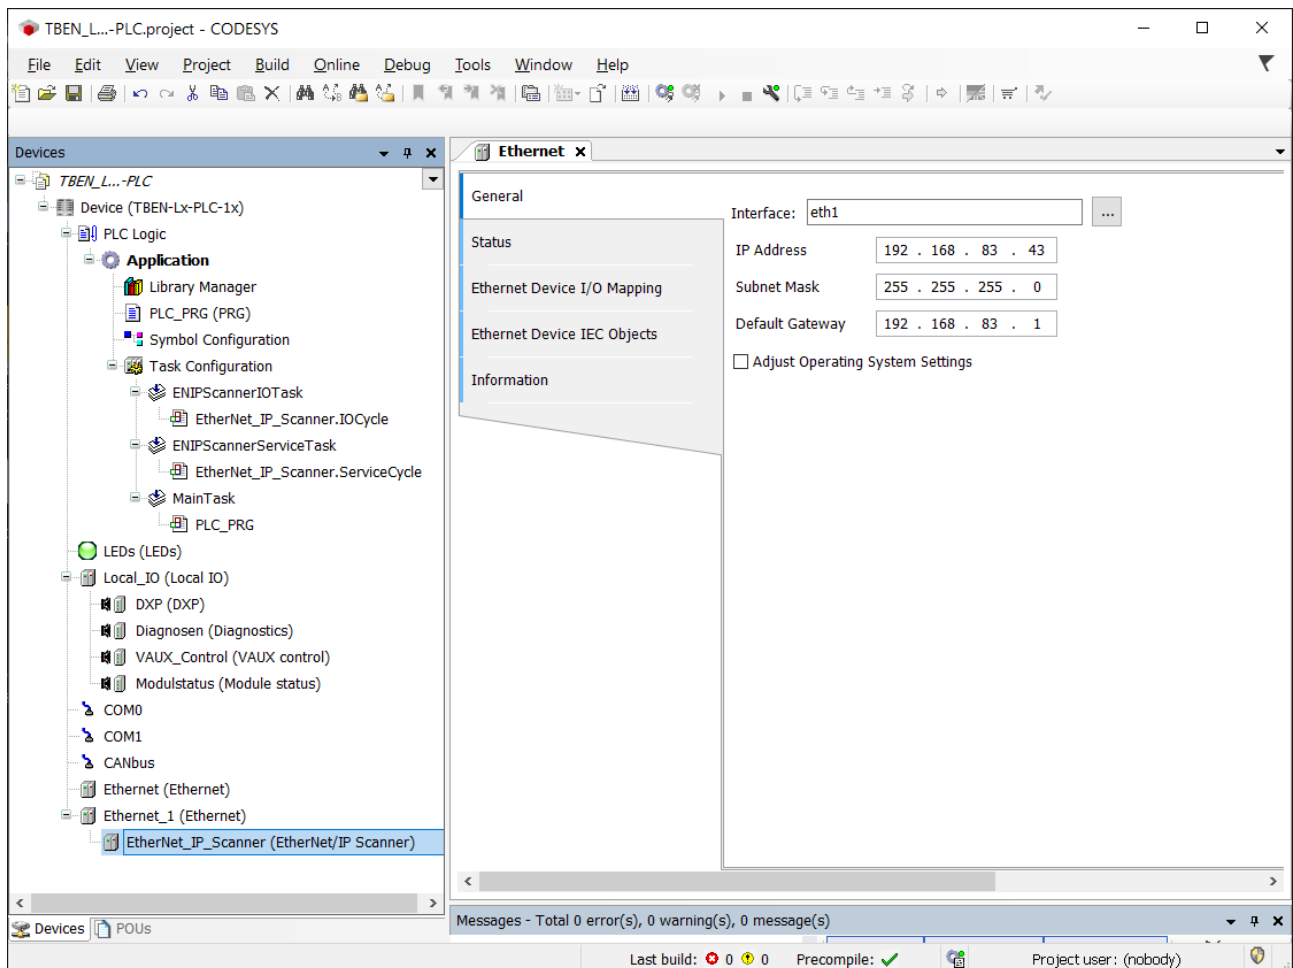 TBEN_L...-PLC.project - CODESYS
File Edit View Project Build Online Debug Tools Window Help
Devices
TBEN_L...-PLC
Device (TBEN-Lx-PLC-1x)
PLC Logic
Application
Library Manager
PLC_PRG (PRG)
Symbol Configuration
Task Configuration
ENIPScannerIOTask
EtherNet_IP_Scanner.IOCycle
ENIPScannerServiceTask
EtherNet_IP_Scanner.ServiceCycle
MainTask
PLC_PRG
LEDs (LEDs)
Local_IO (Local IO)
DXP (DXP)
Diagnosen (Diagnostics)
VAUX_Control (VAUX control)
Modulstatus (Module status)
COM0
COM1
CANbus
Ethernet (Ethernet)
Ethernet_1 (Ethernet)
EtherNet_IP_Scanner (EtherNet/IP Scanner)
Devices POUs
Ethernet
General
Status
Ethernet Device I/O Mapping
Ethernet Device IEC Objects
Information
Interface: eth1 ...
IP Address 192 . 168 . 83 . 43
Subnet Mask 255 . 255 . 255 . 0
Default Gateway 192 . 168 . 83 . 1
Adjust Operating System Settings
Messages - Total 0 error(s), 0 warning(s), 0 message(s)
Last build: 0 0 Precompile: Project user: (nobody)